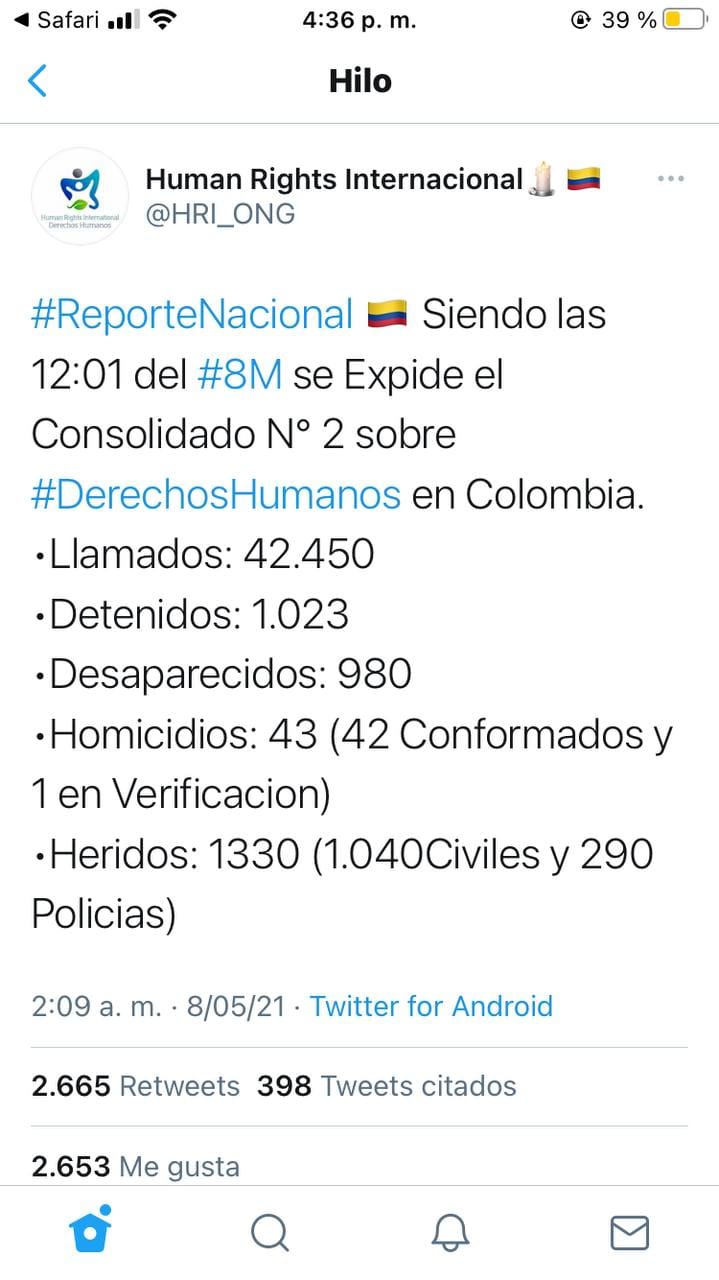 Safari 4:36 p. m. 39 %
Hilo
Human Rights Internacional🕯️ 🇨🇴
@HRI_ONG
Human Rights International
Derechos Humanos
#ReporteNacional 🇨🇴 Siendo las
12:01 del #8M se Expide el
Consolidado N° 2 sobre
#DerechosHumanos en Colombia.
•Llamados: 42.450
•Detenidos: 1.023
•Desaparecidos: 980
•Homicidios: 43 (42 Conformados y
1 en Verificacion)
•Heridos: 1330 (1.040Civiles y 290
Policias)
2:09 a. m. · 8/05/21 · Twitter for Android
2.665 Retweets 398 Tweets citados
2.653 Me gusta